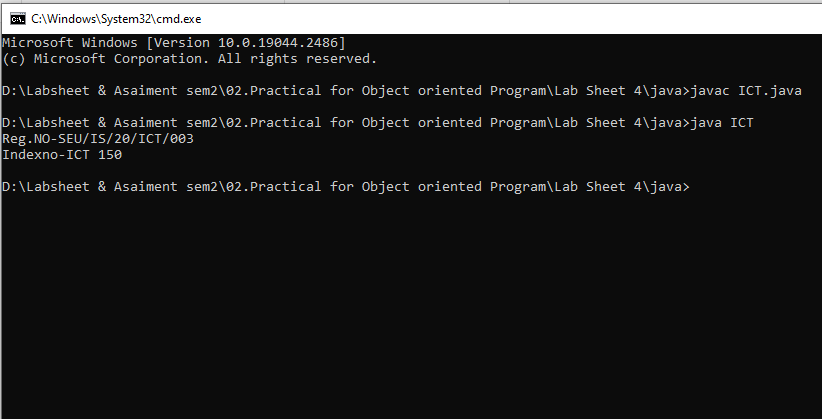 C:\Windows\System32\cmd.exe
Microsoft Windows [Version 10.0.19044.2486]
(c) Microsoft Corporation. All rights reserved.
D:\Labsheet & Asaiment sem2\02.Practical for Object oriented Program\Lab Sheet 4\java>javac ICT.java
D:\Labsheet & Asaiment sem2\02.Practical for Object oriented Program\Lab Sheet 4\java>java ICT
Reg.NO-SEU/IS/20/ICT/003
Indexno-ICT 150
D:\Labsheet & Asaiment sem2\02.Practical for Object oriented Program\Lab Sheet 4\java>